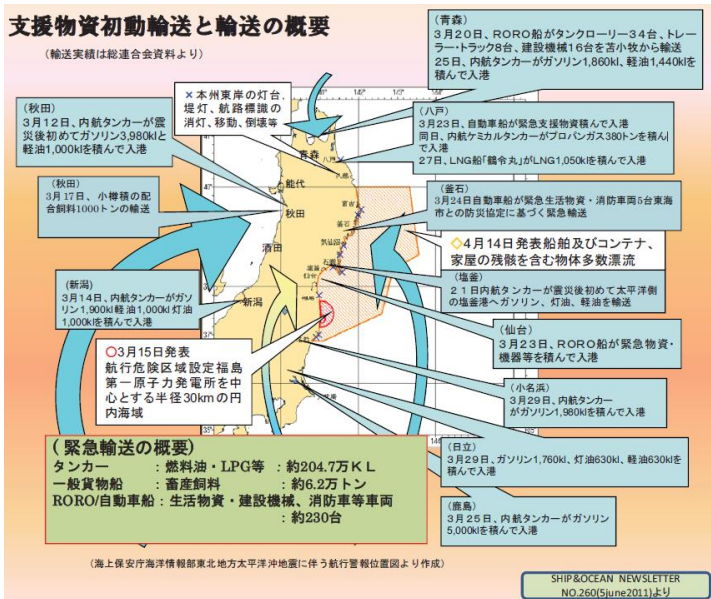 支援物資初動輸送と輸送の概要
(輸送実績は総連合会資料より)
(青森)
3月20日、RORO船がタンクローリー34台、トレー
ラー・トラック8台、建設機械16台を苫小牧から輸送
25日、内航タンカーがガソリン1,860kl、軽油1,440klを
積んで入港
×本州東岸の灯台、
堤灯、航路標識の
消灯、移動、倒壊等
(秋田)
3月12日、内航タンカーが震
災後初めてガソリン3,980klと
軽油1,000klを積んで入港
(八戸)
3月23日、自動車船が緊急支援物資積んで入港
同日、内航ケミカルタンカーがプロパンガス380トンを積ん
で入港
27日、LNG船「鶴令丸」がLNG1,050klを積んで入港
(秋田)
3月17日、小樽積の配
合飼料1000トンの輸送
(釜石)
3月24日自動車船が緊急生活物資・消防車両5台東海
市との防災協定に基づく緊急輸送
◇4月14日発表船舶及びコンテナ、
家屋の残骸を含む物体多数漂流
(塩釜)
21日内航タンカーが震災後初めて太平洋側
の塩釜港へガソリン、灯油、軽油を輸送
(新潟)
3月14日、内航タンカーがガソ
リン1,900kl軽油1,000kl灯油
1,000klを積んで入港
(仙台)
3月23日、RORO船が緊急物資・
機器等を積んで入港
○3月15日発表
航行危険区域設定福島
第一原子力発電所を中
心とする半径30kmの円
内海域
(小名浜)
3月29日、内航タンカー
がガソリン1,980klを積んで入港
(日立)
3月29日、ガソリン1,760kl、灯油630kl、軽油630klを
積んで入港
(鹿島)
3月25日、内航タンカーがガソリン
5,000klを積んで入港
青森
八戸
能代
秋田
酒田
新潟
釜石
気仙沼
(緊急輸送の概要)
タンカー :燃料油・LPG等 :約204.7万KL
一般貨物船 :畜産飼料 :約6.2万トン
RORO/自動車船:生活物資・建設機械、消防車等車両
:約230台
(海上保安庁海洋情報部東北地方太平洋沖地震に伴う航行警報位置図より作成)
SHIP&OCEAN NEWSLETTER
NO.260(5june2011)より